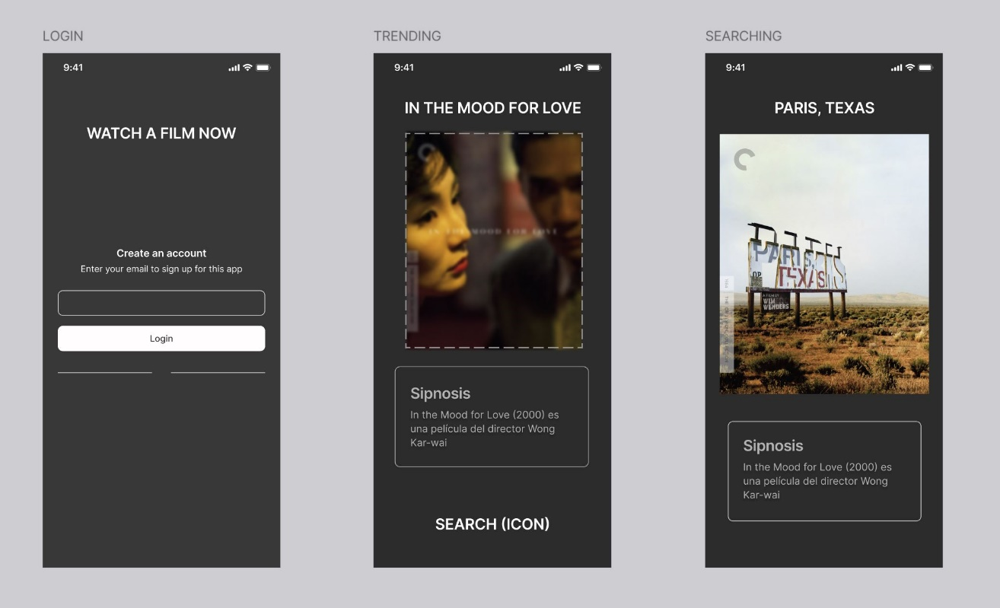 LOGIN
9:41
WATCH A FILM NOW
Create an account
Enter your email to sign up for this app
Login
TRENDING
9:41
IN THE MOOD FOR LOVE
IN THE MOOD FOR LOVE
Sipnosis
In the Mood for Love (2000) es
una película del director Wong
Kar-wai
SEARCH (ICON)
SEARCHING
9:41
PARIS, TEXAS
PARIS,
TEXAS
A FILM BY
WIM
WENDERS
Sipnosis
In the Mood for Love (2000) es
una película del director Wong
Kar-wai